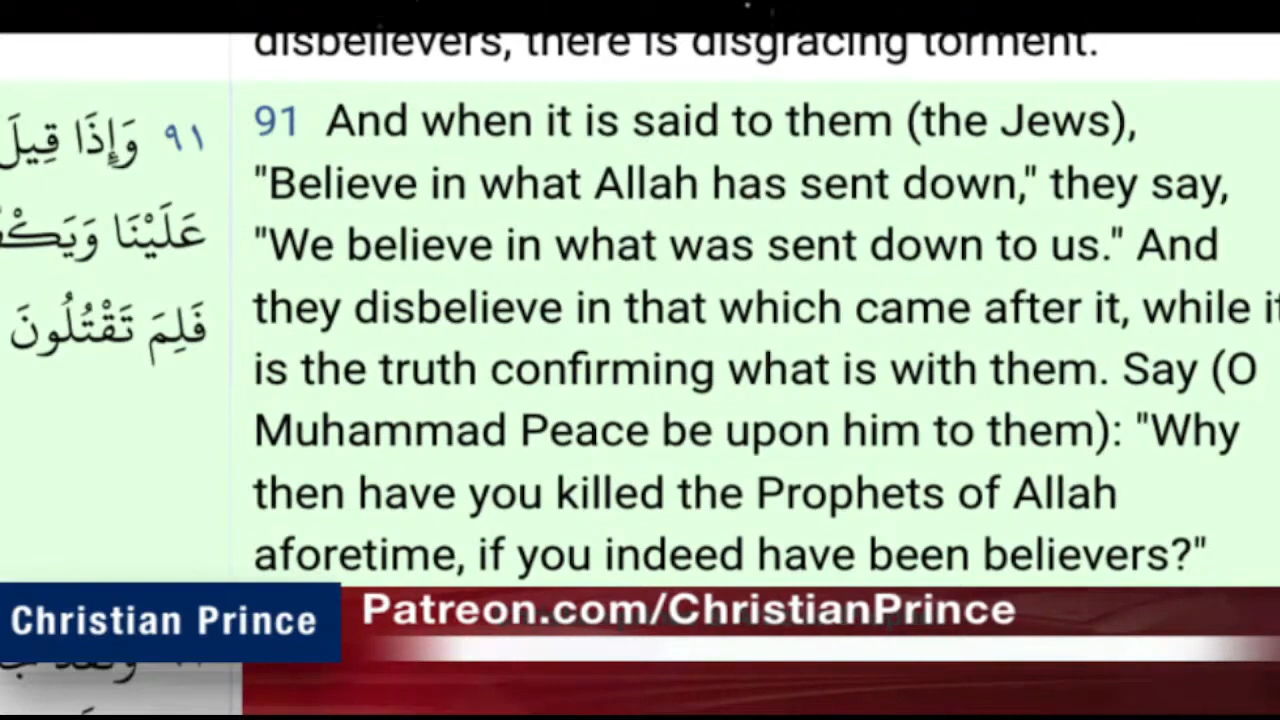 disbelievers, there is disgracing torment.
91 And when it is said to them (the Jews),
"Believe in what Allah has sent down," they say,
"We believe in what was sent down to us." And
they disbelieve in that which came after it, while it
is the truth confirming what is with them. Say (O
Muhammad Peace be upon him to them): "Why
then have you killed the Prophets of Allah
aforetime, if you indeed have been believers?"
٩١ وَإِذَا قِيلَ
عَلَيْنَا
فَلِمَ تَقْتُلُونَ
Christian Prince
Patreon.com/ChristianPrince